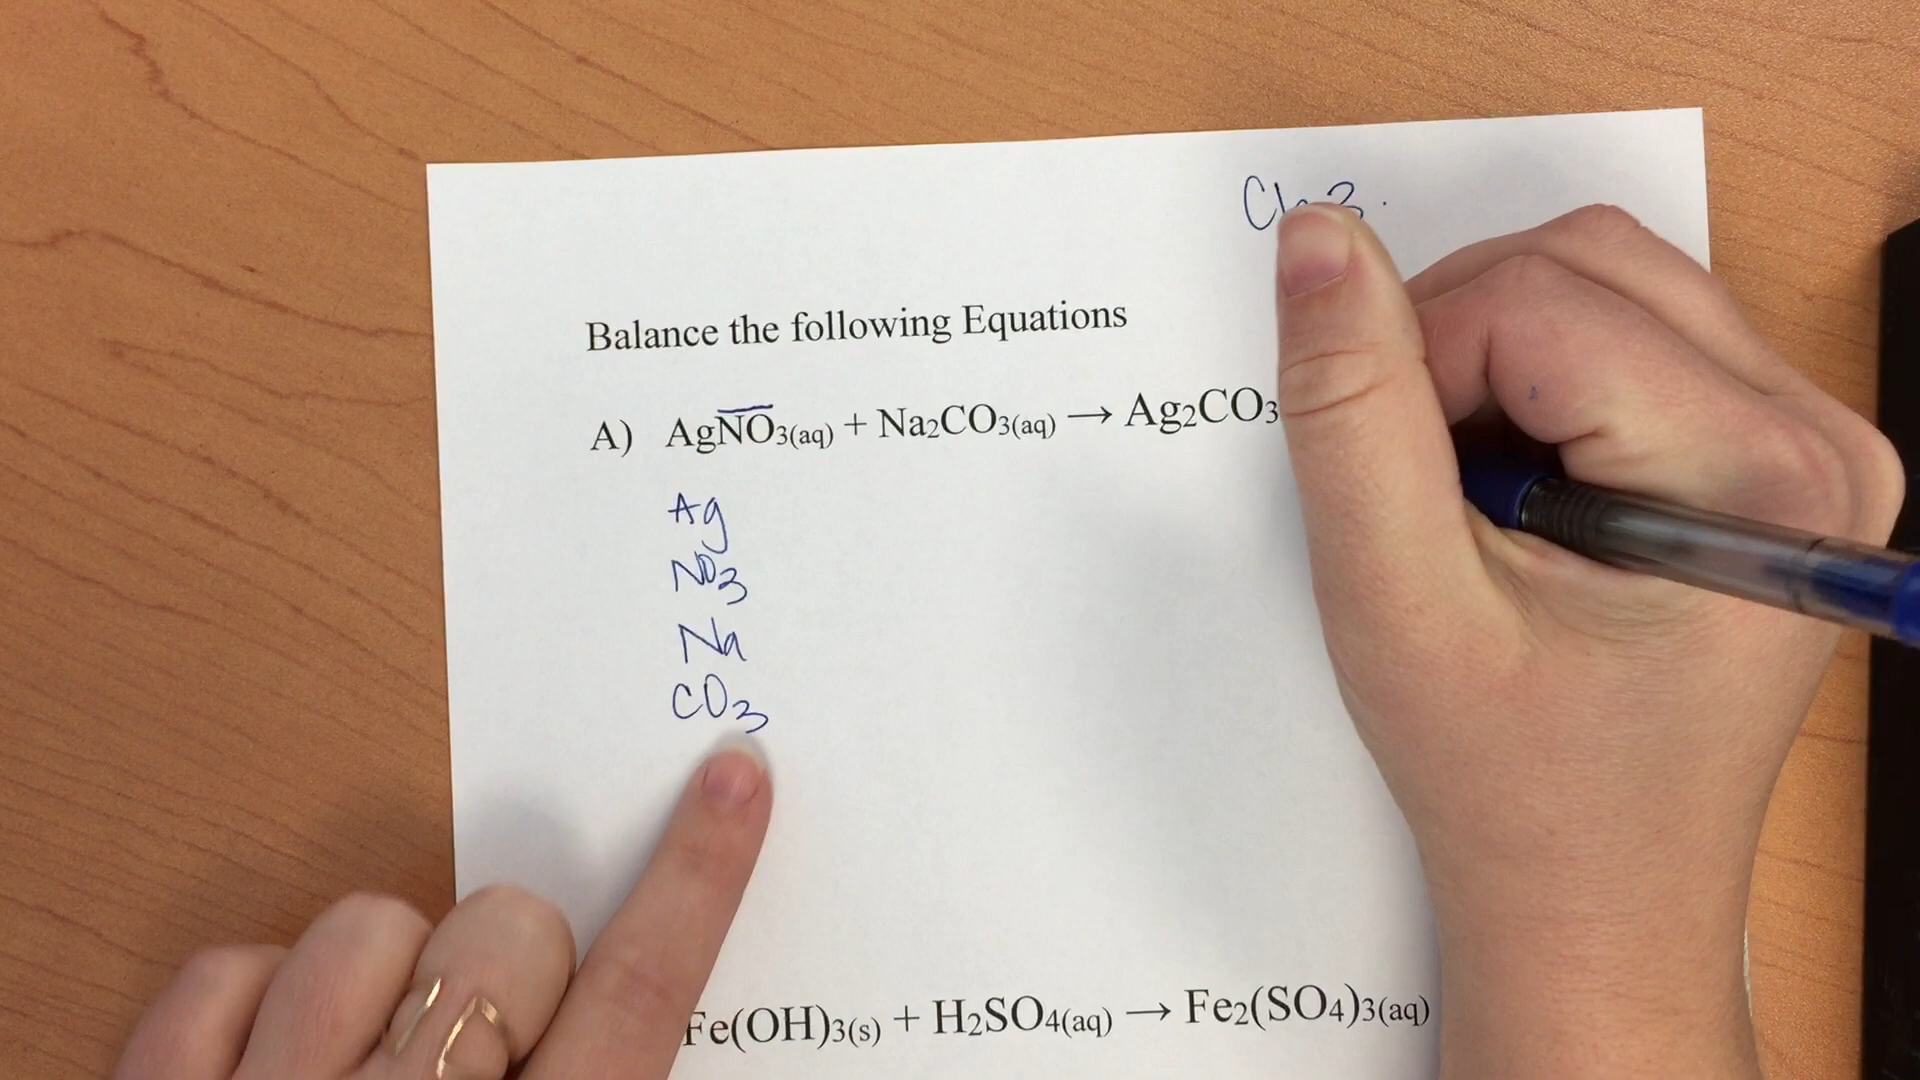 Balance the following Equations
A) AgNO3(aq) + Na2CO3(aq) → Ag2CO3
Ag
NO3
Na
CO3
Fe(OH)3(s) + H2SO4(aq) → Fe2(SO4)3(aq)